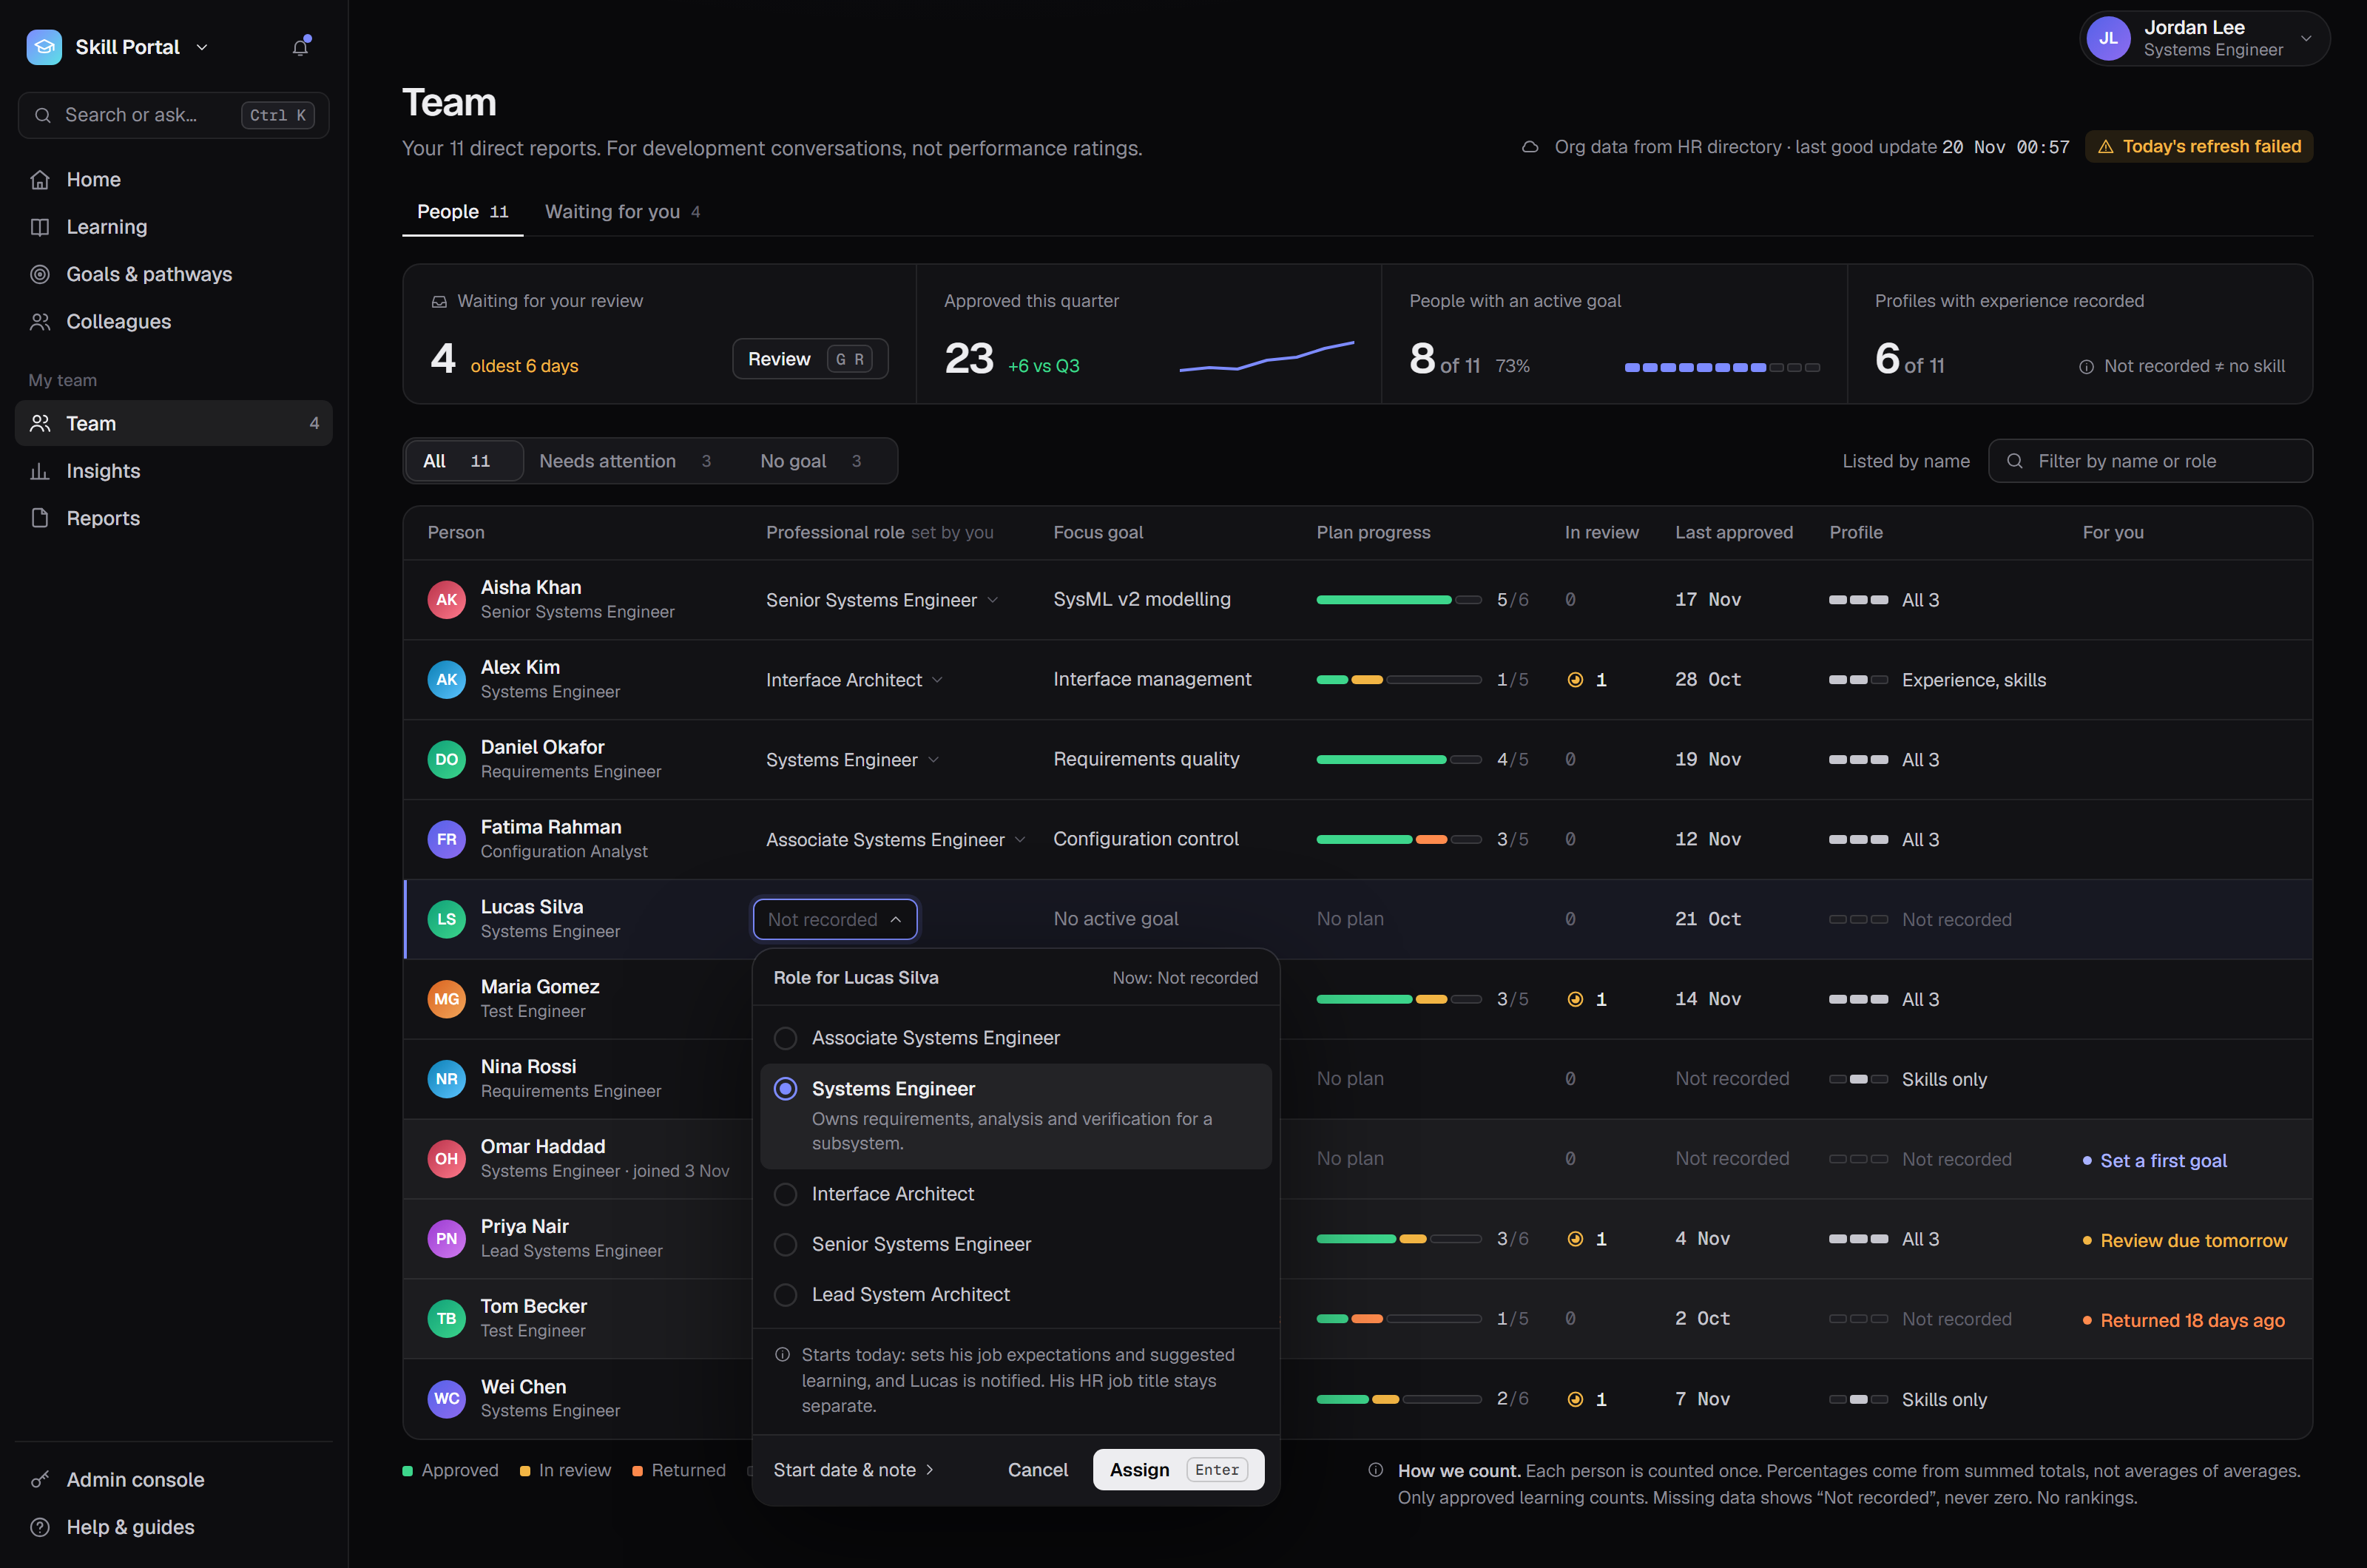 Skill Portal
Search or ask... Ctrl K
Home
Learning
Goals & pathways
Colleagues
My team
Team 4
Insights
Reports
Admin console
Help & guides
JL Jordan Lee
Systems Engineer
Team
Your 11 direct reports. For development conversations, not performance ratings.
Org data from HR directory · last good update 20 Nov 00:57 Today's refresh failed
People 11 Waiting for you 4
Waiting for your review
4 oldest 6 days Review G R
Approved this quarter
23 +6 vs Q3
People with an active goal
8 of 11 73%
Profiles with experience recorded
6 of 11 Not recorded ≠ no skill
All 11 Needs attention 3 No goal 3
Listed by name Filter by name or role
Person Professional role set by you Focus goal Plan progress In review Last approved Profile For you
AK Aisha Khan
Senior Systems Engineer
Senior Systems Engineer SysML v2 modelling 5/6 0 17 Nov All 3
AK Alex Kim
Systems Engineer
Interface Architect Interface management 1/5 1 28 Oct Experience, skills
DO Daniel Okafor
Requirements Engineer
Systems Engineer Requirements quality 4/5 0 19 Nov All 3
FR Fatima Rahman
Configuration Analyst
Associate Systems Engineer Configuration control 3/5 0 12 Nov All 3
LS Lucas Silva
Systems Engineer
Not recorded No active goal No plan 0 21 Oct Not recorded
MG Maria Gomez
Test Engineer
3/5 1 14 Nov All 3
NR Nina Rossi
Requirements Engineer
No plan 0 Not recorded Skills only
OH Omar Haddad
Systems Engineer · joined 3 Nov
No plan 0 Not recorded Not recorded Set a first goal
PN Priya Nair
Lead Systems Engineer
3/6 1 4 Nov All 3 Review due tomorrow
TB Tom Becker
Test Engineer
1/5 0 2 Oct Not recorded Returned 18 days ago
WC Wei Chen
Systems Engineer
2/6 1 7 Nov Skills only
Role for Lucas Silva Now: Not recorded
Associate Systems Engineer
Systems Engineer
Owns requirements, analysis and verification for a
subsystem.
Interface Architect
Senior Systems Engineer
Lead System Architect
Starts today: sets his job expectations and suggested
learning, and Lucas is notified. His HR job title stays
separate.
Start date & note Cancel Assign Enter
Approved In review Returned
How we count. Each person is counted once. Percentages come from summed totals, not averages of averages.
Only approved learning counts. Missing data shows “Not recorded”, never zero. No rankings.